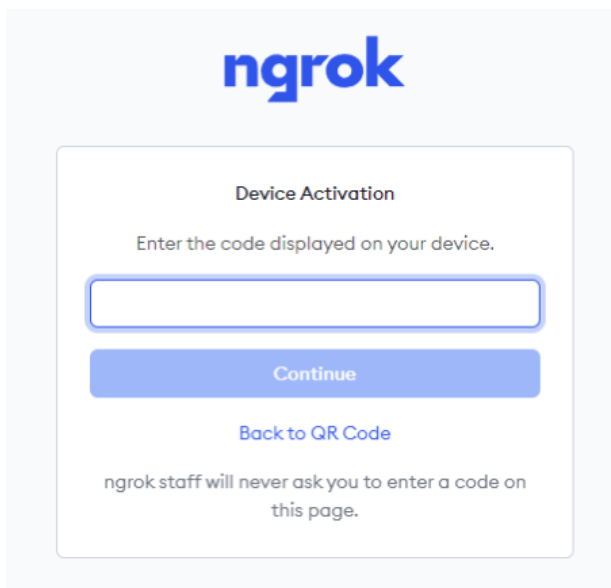 ngrok
Device Activation
Enter the code displayed on your device.
Continue
Back to QR Code
ngrok staff will never ask you to enter a code on
this page.